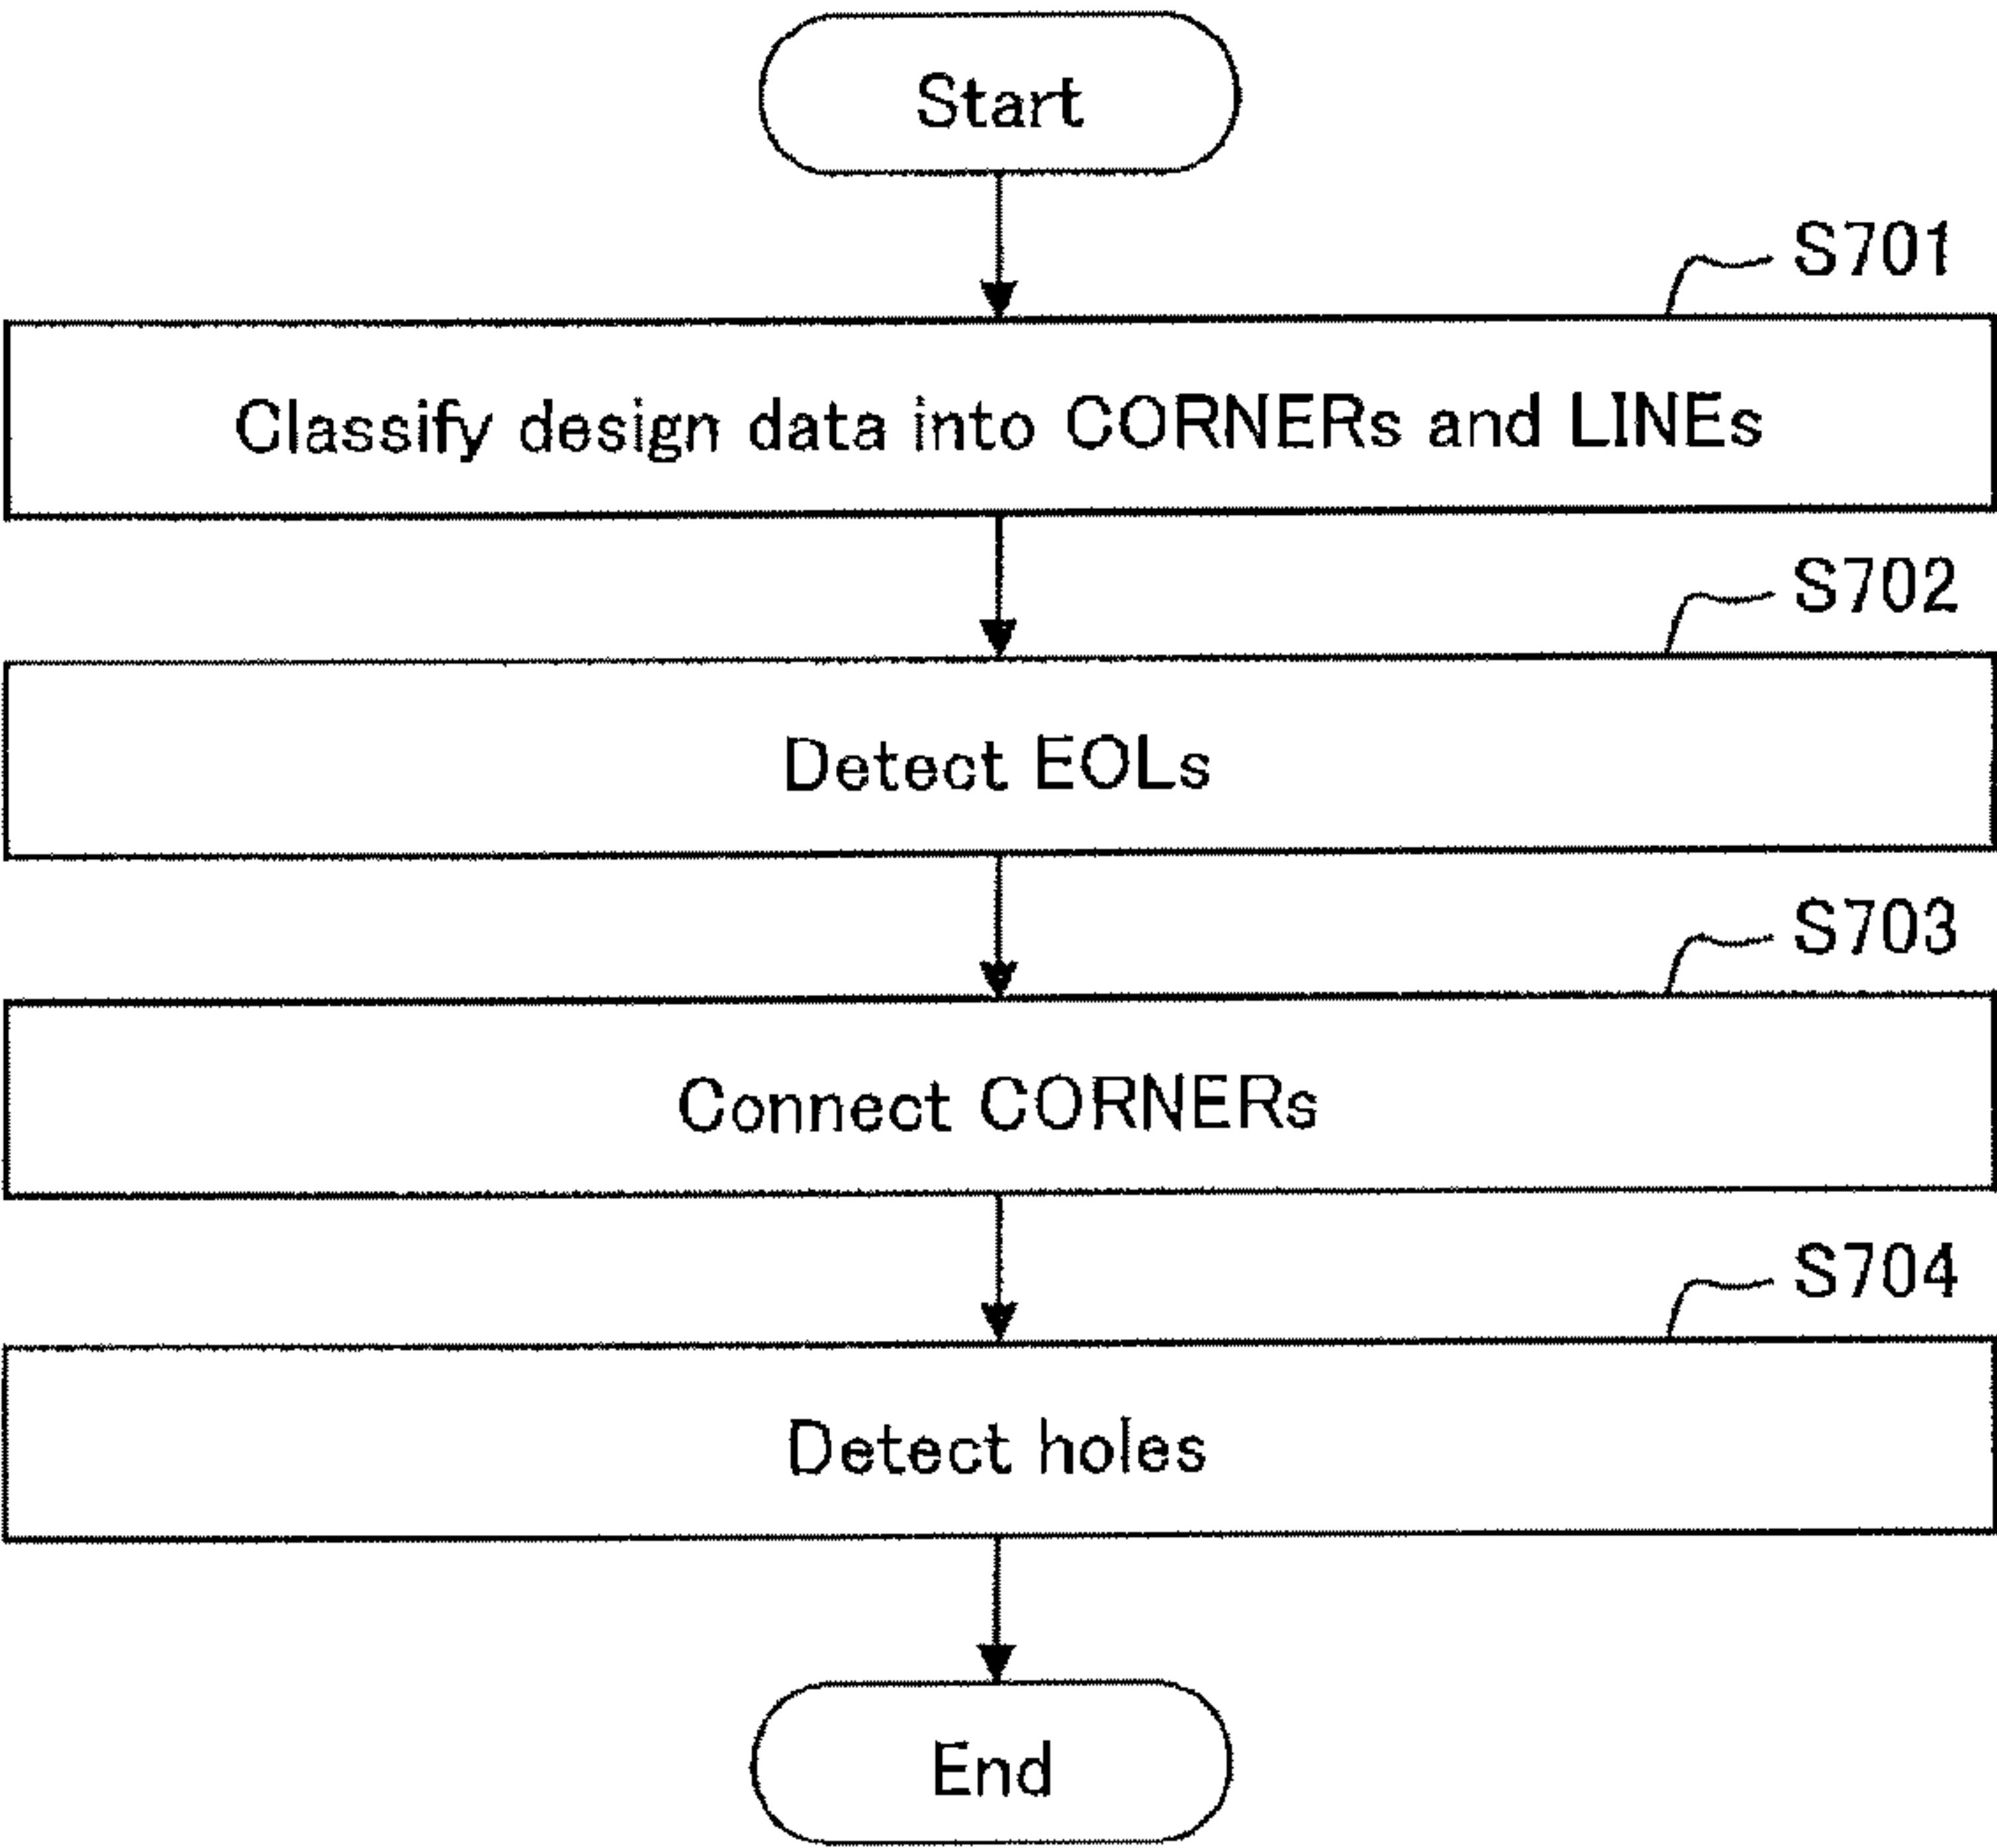 Start
S701
Classify design data into CORNERs and LINEs
S702
Detect EOLs
S703
Connect CORNERs
S704
Detect holes
End